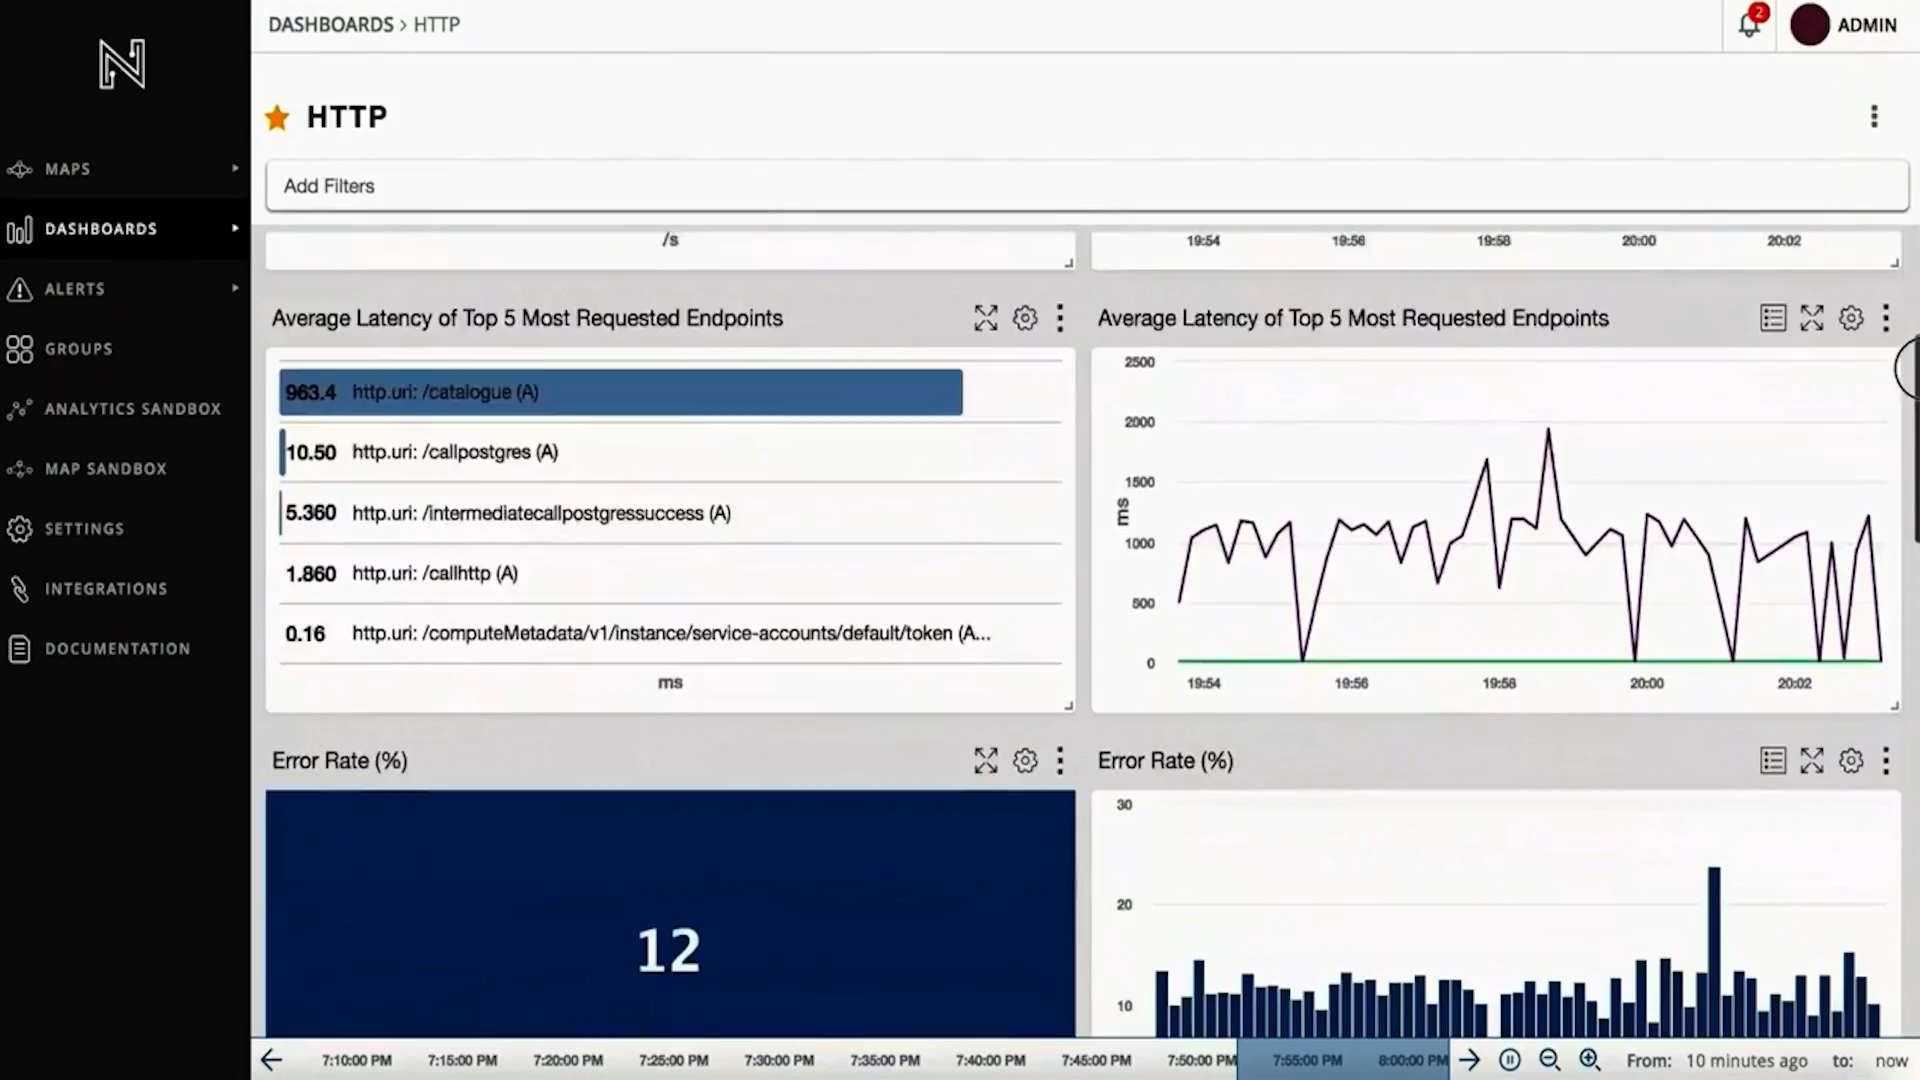 DASHBOARDS > HTTP
2
ADMIN
HTTP
Add Filters
MAPS
DASHBOARDS
ALERTS
GROUPS
ANALYTICS SANDBOX
MAP SANDBOX
SETTINGS
INTEGRATIONS
DOCUMENTATION
/s
19:54 19:56 19:58 20:00 20:02
Average Latency of Top 5 Most Requested Endpoints
963.4 http.uri: /catalogue (A)
10.50 http.uri: /callpostgres (A)
5.360 http.uri: /intermediatecallpostgressuccess (A)
1.860 http.uri: /callhttp (A)
0.16 http.uri: /computeMetadata/v1/instance/service-accounts/default/token (A...
ms
Average Latency of Top 5 Most Requested Endpoints
2500
2000
1500
1000
500
0
ms
19:54 19:56 19:58 20:00 20:02
Error Rate (%)
12
Error Rate (%)
30
20
10
7:10:00 PM 7:15:00 PM 7:20:00 PM 7:25:00 PM 7:30:00 PM 7:35:00 PM 7:40:00 PM 7:45:00 PM 7:50:00 PM 7:55:00 PM 8:00:00 PM From: 10 minutes ago to: now